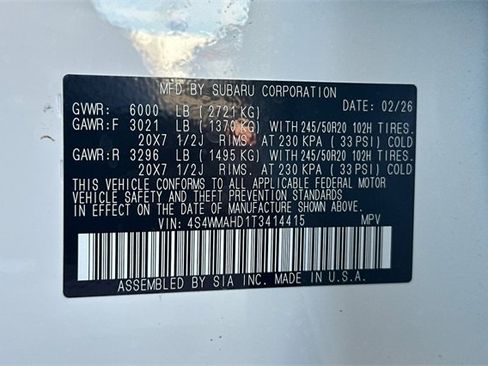 MFD BY SUBARU CORPORATION
GVWR: 6000 LB (2721 KG) DATE: 02/26
GAWR:F 3021 LB (1370 KG) WITH 245/50R20 102H TIRES.
20X7 1/2J RIMS. AT 230 KPA (33 PSI) COLD
GAWR:R 3296 LB (1495 KG) WITH 245/50R20 102H TIRES.
20X7 1/2J RIMS. AT 230 KPA (33 PSI) COLD
THIS VEHICLE CONFORMS TO ALL APPLICABLE FEDERAL MOTOR
VEHICLE SAFETY AND THEFT PREVENTION STANDARDS
IN EFFECT ON THE DATE OF MANUFACTURE SHOWN ABOVE.
VIN: 4S4WMAHD1T3414415 MPV
ASSEMBLED BY SIA INC. MADE IN U.S.A.